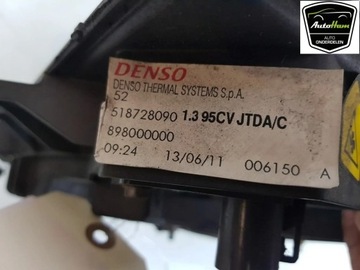 AutoHam
AUTO ONDERDELEN
DENSO
DENSO THERMAL SYSTEMS S.p.A.
52
518728090 1.3 95CV JTDA/C
898000000
09:24 13/06/11 006150 A